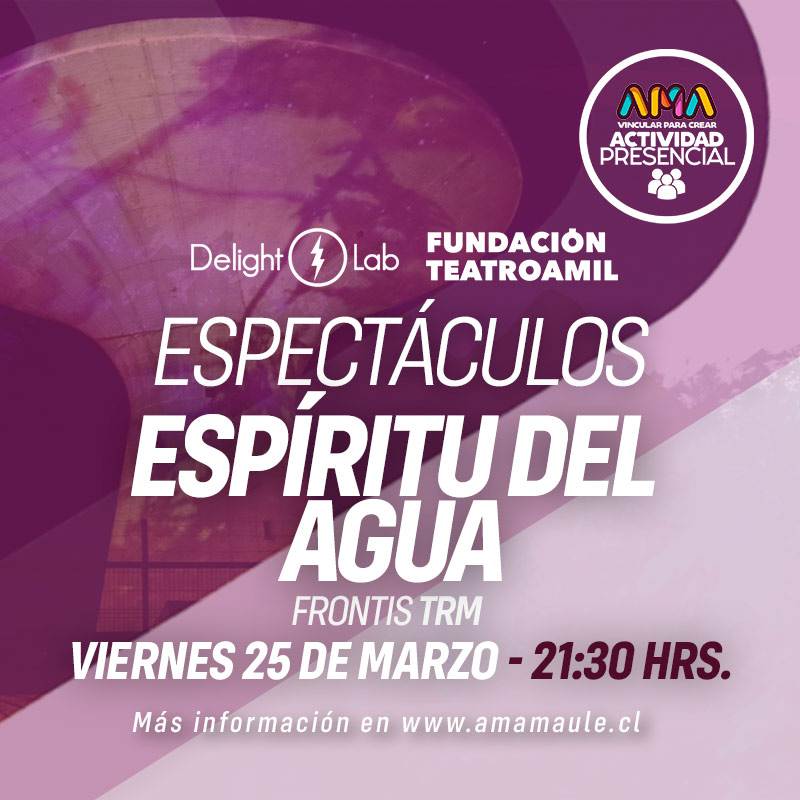 AMA
VINCULAR PARA CREAR
ACTIVIDAD
PRESENCIAL
Delight Lab
FUNDACIÓN
TEATROAMIL
ESPECTÁCULOS
ESPÍRITU DEL
AGUA
FRONTIS TRM
VIERNES 25 DE MARZO - 21:30 HRS.
Más información en www.amamaule.cl